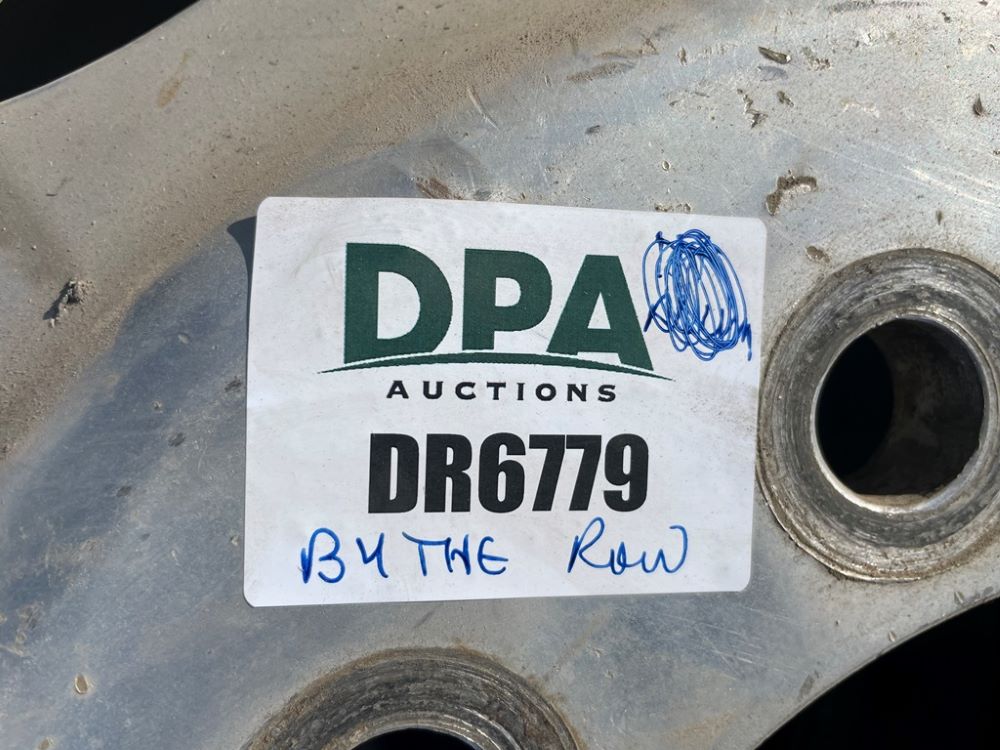 DPA
AUCTIONS
DR6779
BY THE ROW